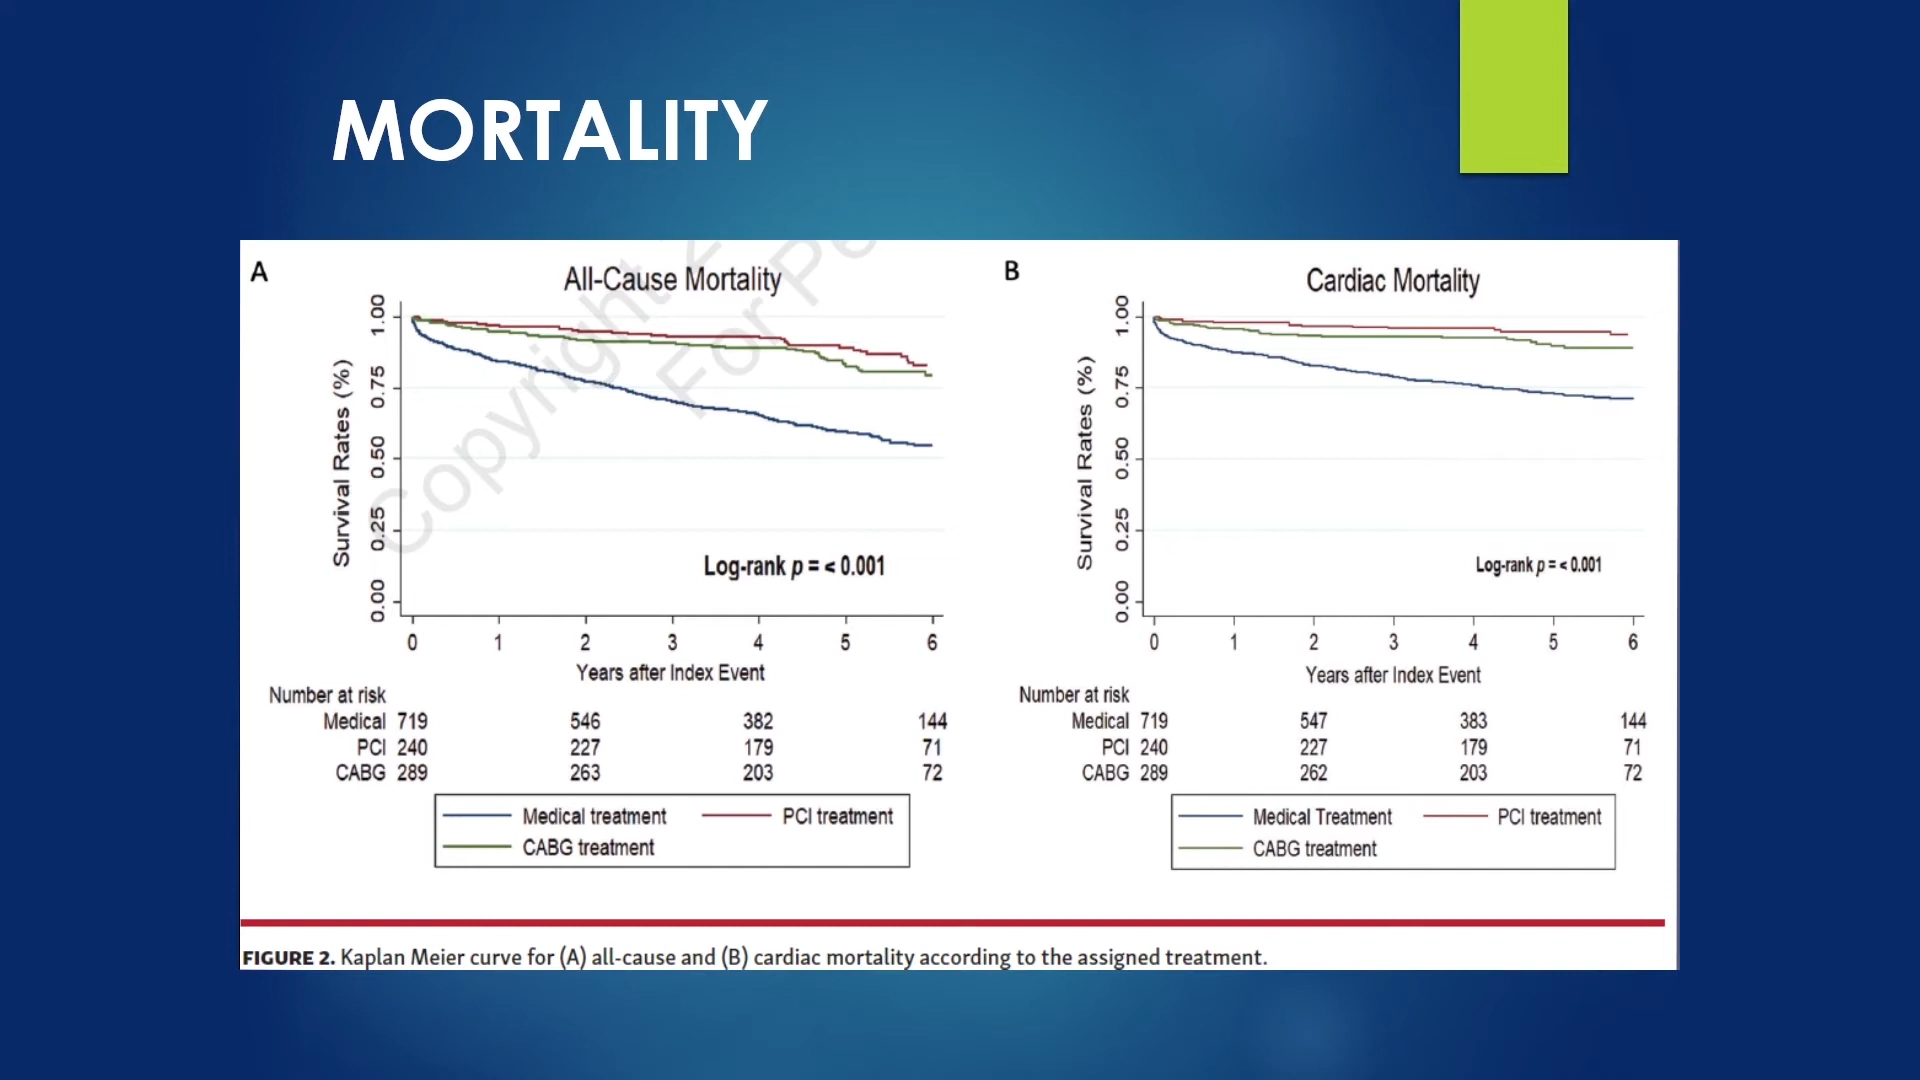 MORTALITY
A
All-Cause Mortality
Survival Rates (%)
1.00
0.75
0.50
0.25
0.00
Log-rank p = < 0.001
0 1 2 3 4 5 6
Years after Index Event
Number at risk
Medical 719 546 382 144
PCI 240 227 179 71
CABG 289 263 203 72
Medical treatment PCI treatment
CABG treatment
Copyright
For
B
Cardiac Mortality
Survival Rates (%)
1.00
0.75
0.50
0.25
0.00
Log-rank p = < 0.001
0 1 2 3 4 5 6
Years after Index Event
Number at risk
Medical 719 547 383 144
PCI 240 227 179 71
CABG 289 262 203 72
Medical Treatment PCI treatment
CABG treatment
FIGURE 2. Kaplan Meier curve for (A) all-cause and (B) cardiac mortality according to the assigned treatment.